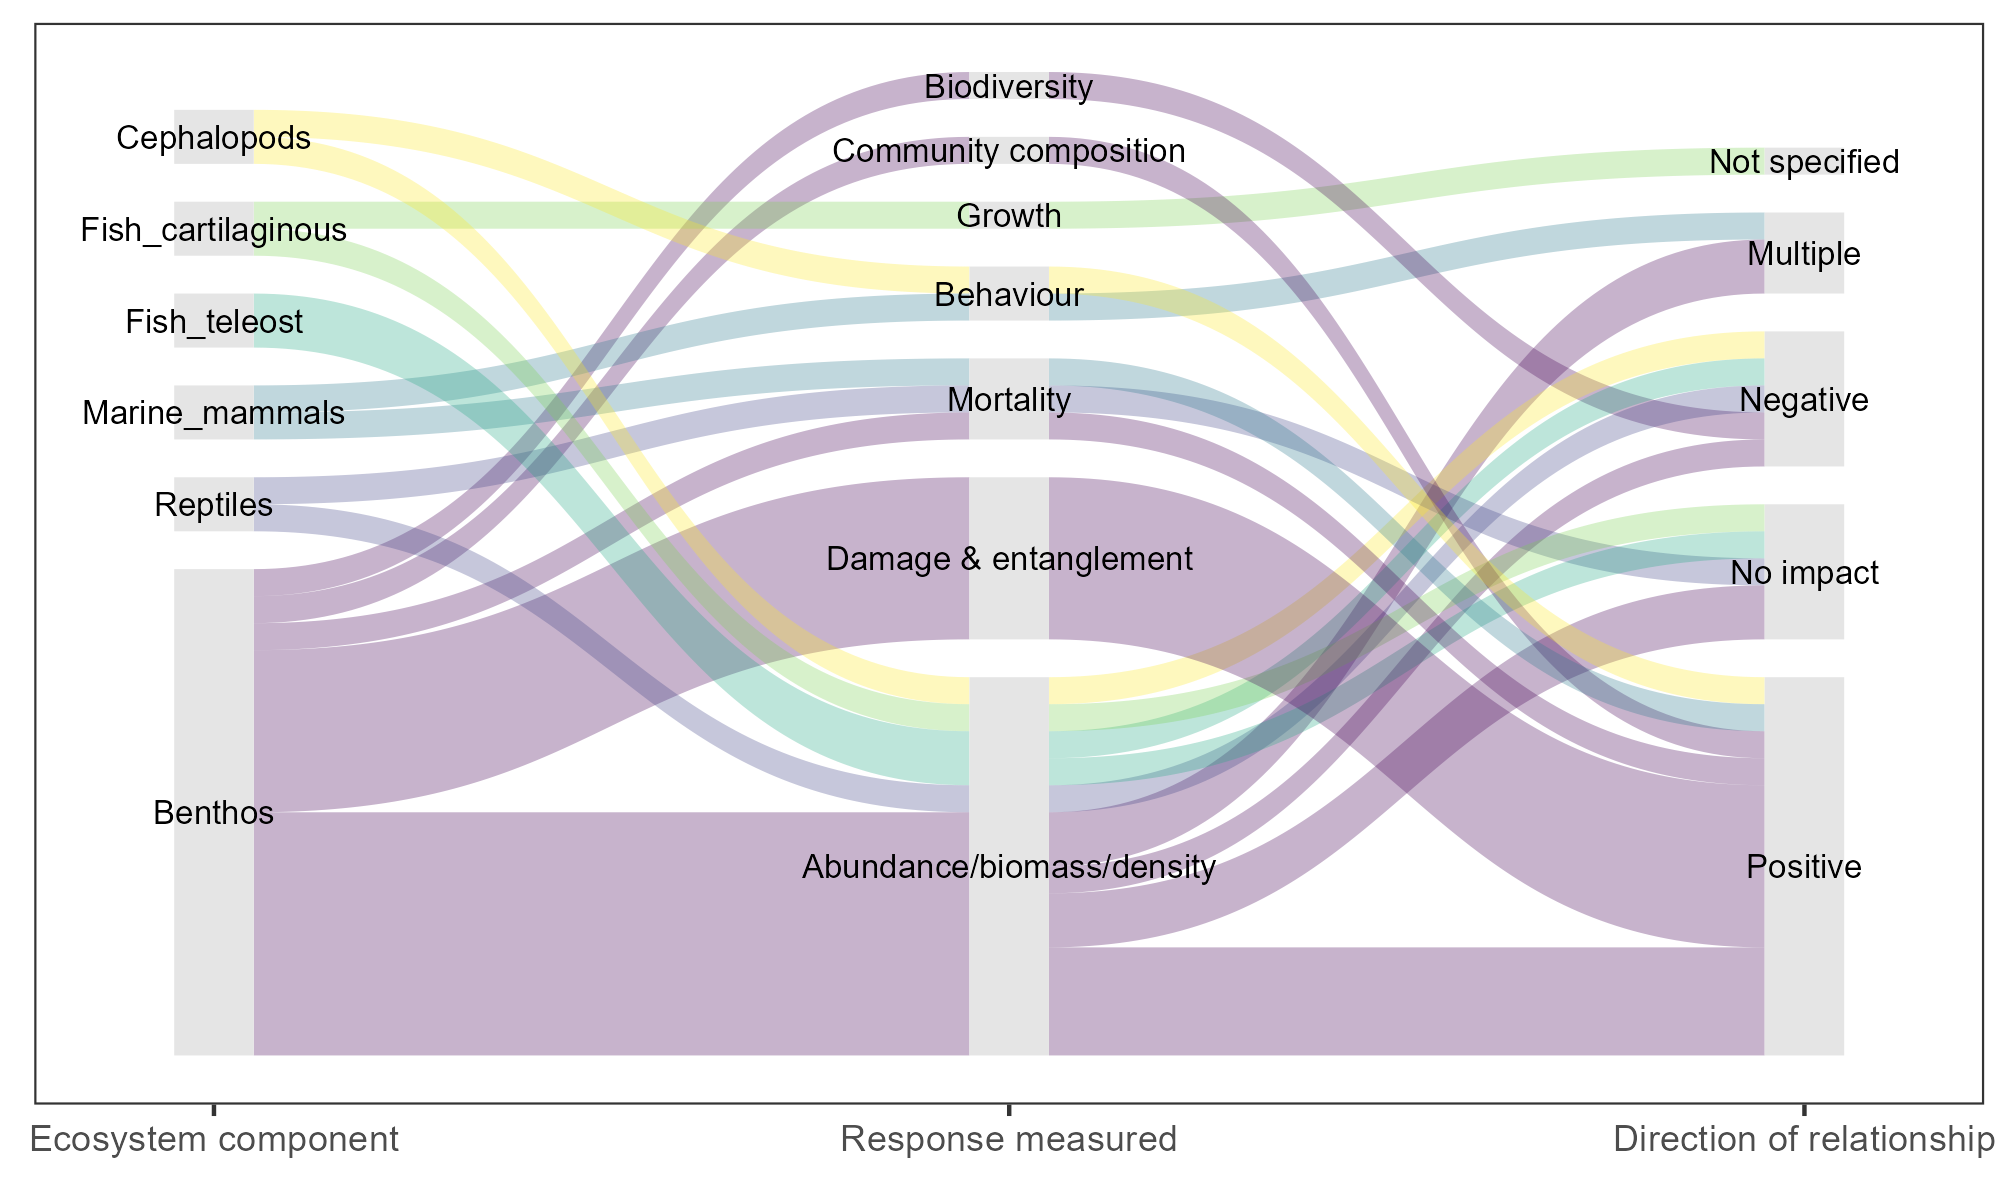 Cephalopods
Fish_cartilaginous
Fish_teleost
Marine_mammals
Reptiles
Benthos
Biodiversity
Community composition
Growth
Behaviour
Mortality
Damage & entanglement
Abundance/biomass/density
Not specified
Multiple
Negative
No impact
Positive
Ecosystem component
Response measured
Direction of relationship